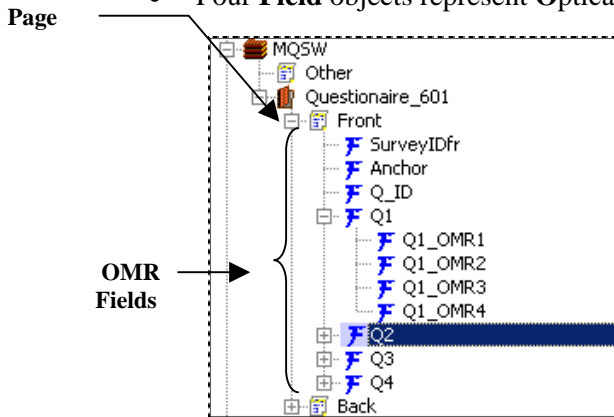 Four Field objects represent Optica
Page
MQSW
Other
Questionaire_601
Front
SurveyIDfr
Anchor
Q_ID
Q1
Q1_OMR1
Q1_OMR2
OMR
Fields
Q1_OMR3
Q1_OMR4
Q2
Q3
Q4
Back